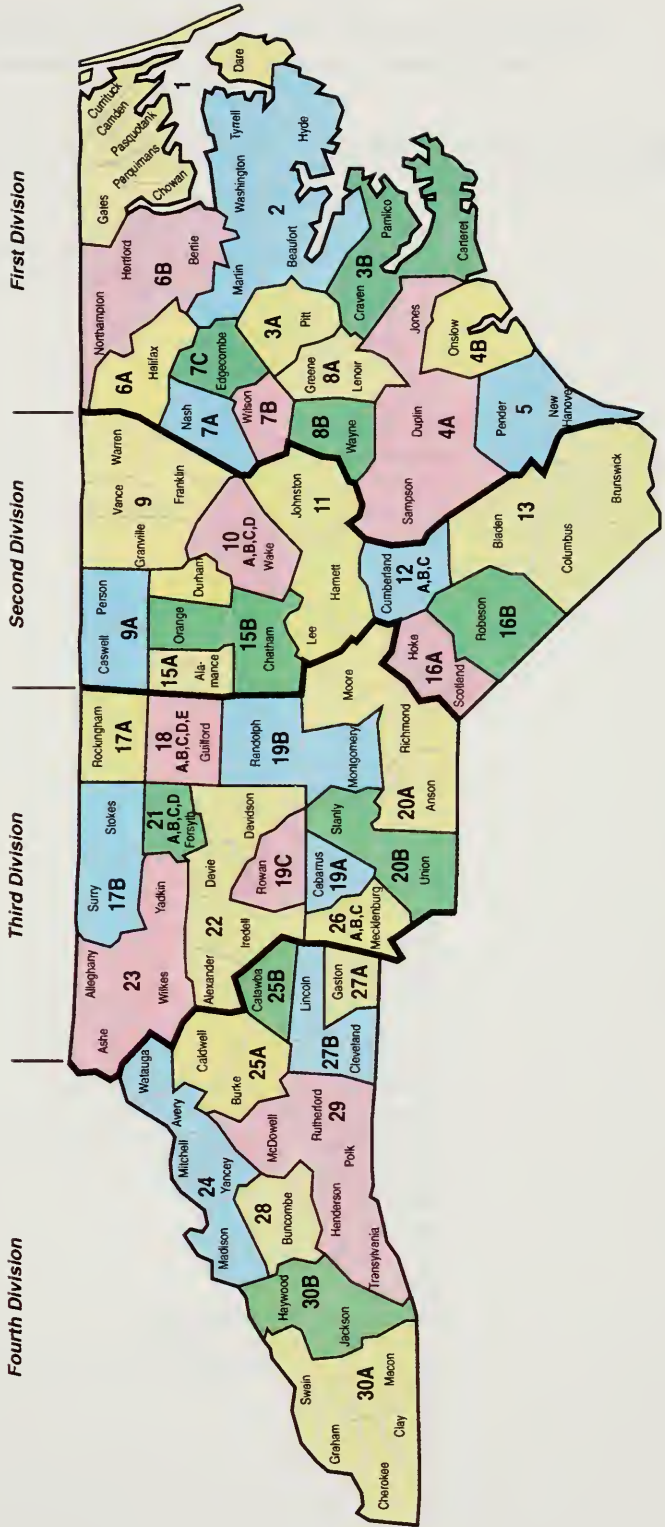 First Division
Second Division
Third Division
Fourth Division
Currituck
Camden
Pasquotank
Perquimans
Chowan
Gates
1
Dare
Northampton
Hertford
6B
Bertie
6A
Halifax
Tyrrell
Washington
Martin
2
Beaufort
Hyde
7C
Edgecombe
Nash
7A
Wilson
7B
3A
Pitt
Greene
8A
Lenoir
8B
Wayne
Craven
3B
Pamlico
Carteret
Jones
Onslow
4B
Duplin
4A
Sampson
Pender
5
New
Hanover
Warren
Vance
9
Granville
Franklin
Person
9A
Caswell
Durham
Orange
15B
Chatham
15A
Ala-
mance
10
A,B,C,D
Wake
Johnston
11
Harnett
Lee
Cumberland
12
A,B,C
Bladen
13
Columbus
Brunswick
Robeson
16B
Hoke
16A
Scotland
Rockingham
17A
18
A,B,C,D,E
Guilford
Randolph
19B
Montgomery
Moore
Richmond
20A
Anson
Stanly
20B
Union
Stokes
Surry
17B
21
A,B,C,D
Forsyth
Davidson
Davie
22
Iredell
Alexander
Rowan
19C
Cabarrus
19A
26
A,B,C
Mecklenburg
Alleghany
23
Ashe
Wilkes
Yadkin
Catawba
25B
Lincoln
27B
Cleveland
Gaston
27A
Caldwell
25A
Burke
Watauga
Avery
Mitchell
24
Yancey
Madison
McDowell
Rutherford
29
Polk
Henderson
Transylvania
28
Buncombe
Haywood
30B
Jackson
Swain
Graham
30A
Macon
Clay
Cherokee